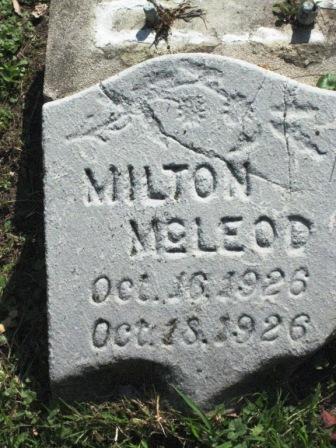 MILTON
McLEOD
Oct. 16. 1926
Oct. 18. 1926